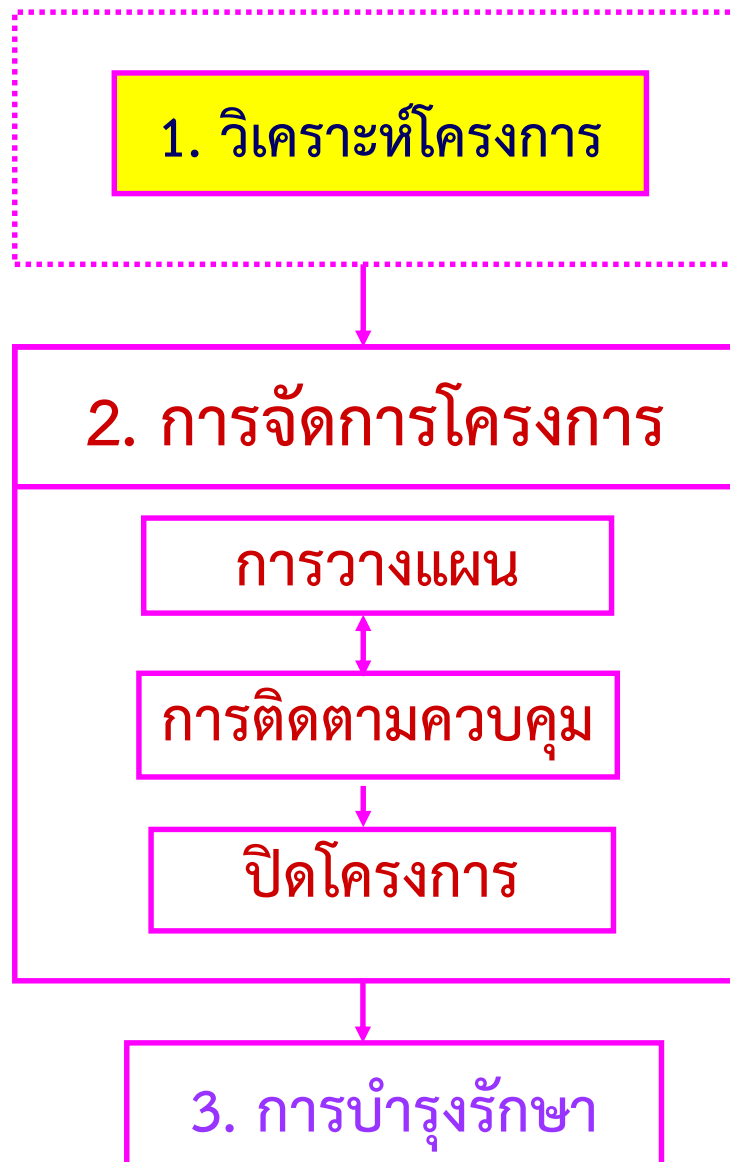 1. วิเคราะห์โครงการ
2. การจัดการโครงการ
การวางแผน
การติดตามควบคุม
ปิดโครงการ
3. การบำรุงรักษา